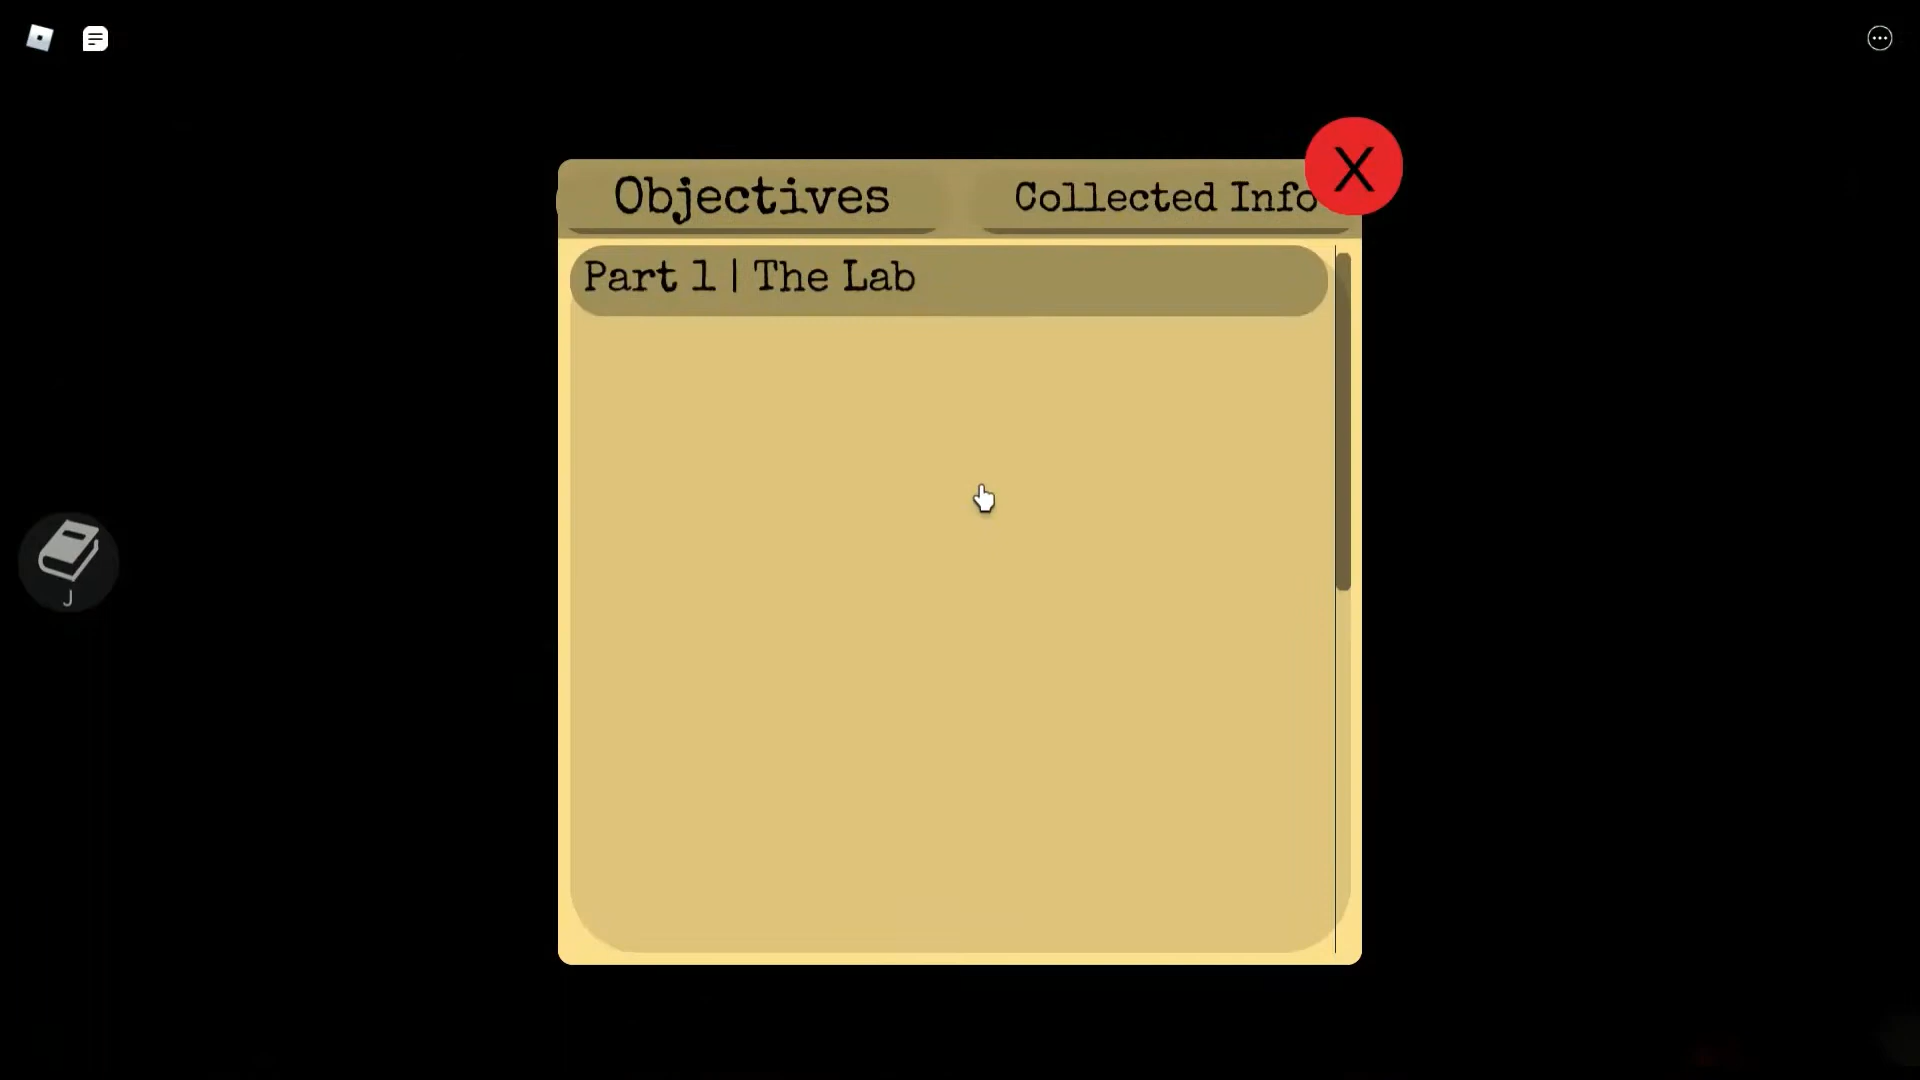 Objectives
Collected Info
X
Part 1 | The Lab
J